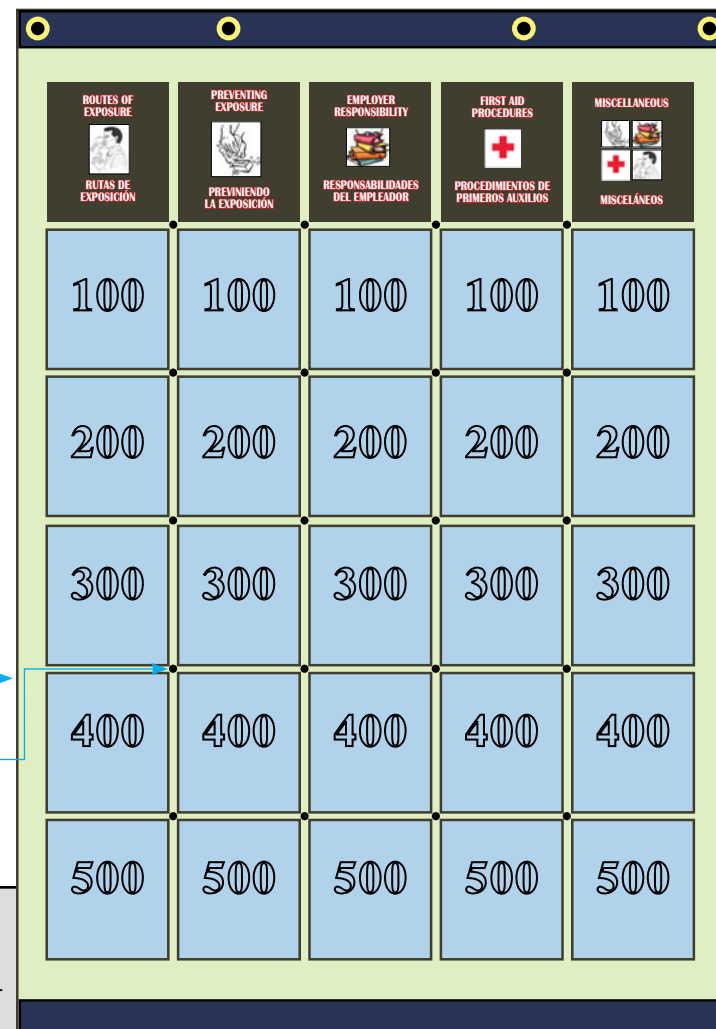 ROUTES OF
EXPOSURE
RUTAS DE
EXPOSICIÓN
PREVENTING
EXPOSURE
PREVINIENDO
LA EXPOSICIÓN
EMPLOYER
RESPONSIBILITY
RESPONSABILIDADES
DEL EMPLEADOR
FIRST AID
PROCEDURES
PROCEDIMIENTOS DE
PRIMEROS AUXILIOS
MISCELLANEOUS
MISCELÁNEOS
100 100 100 100 100
200 200 200 200 200
300 300 300 300 300
400 400 400 400 400
500 500 500 500 500